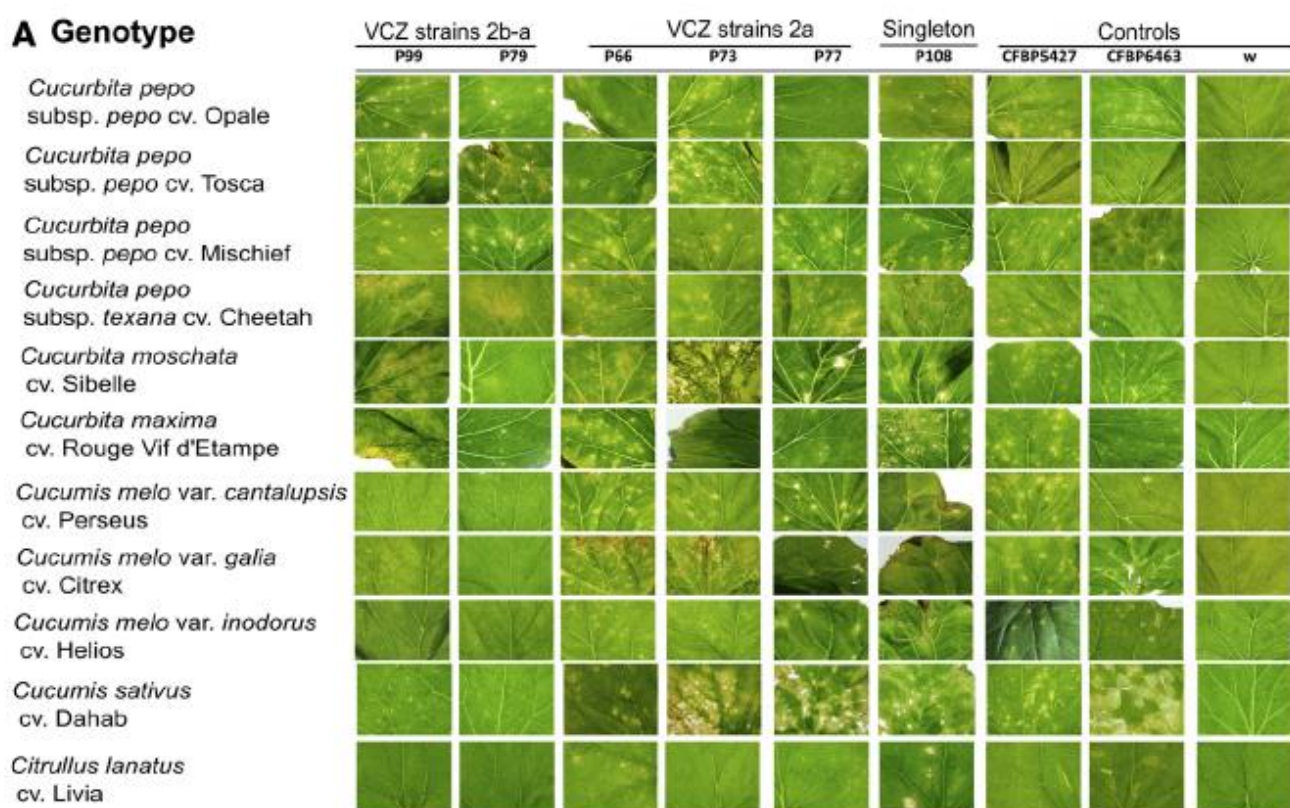 A Genotype
VCZ strains 2b-a VCZ strains 2a Singleton Controls
P99 P79 P66 P73 P77 P108 CFBP5427 CFBP6463 w
Cucurbita pepo
subsp. pepo cv. Opale
Cucurbita pepo
subsp. pepo cv. Tosca
Cucurbita pepo
subsp. pepo cv. Mischief
Cucurbita pepo
subsp. texana cv. Cheetah
Cucurbita moschata
cv. Sibelle
Cucurbita maxima
cv. Rouge Vif d'Etampe
Cucumis melo var. cantalupsis
cv. Perseus
Cucumis melo var. galia
cv. Citrex
Cucumis melo var. inodorus
cv. Helios
Cucumis sativus
cv. Dahab
Citrullus lanatus
cv. Livia